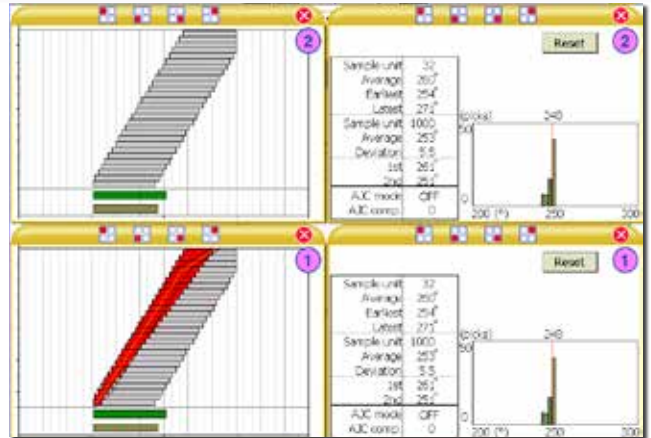 2
2
Reset
Sample unit 32
Average 260°
Earliest 254°
Latest 271°
Sample unit 1000
Average 253°
Deviation 5.5
1st 261°
2nd 251°
AJC mode OFF
AJC comp. 0
(picks) 248
50
0
200 (°) 250 300
1
1
Reset
Sample unit 32
Average 260°
Earliest 254°
Latest 271°
Sample unit 1000
Average 253°
Deviation 5.5
1st 261°
2nd 251°
AJC mode OFF
AJC comp. 0
(picks) 248
50
0
200 (°) 250 300